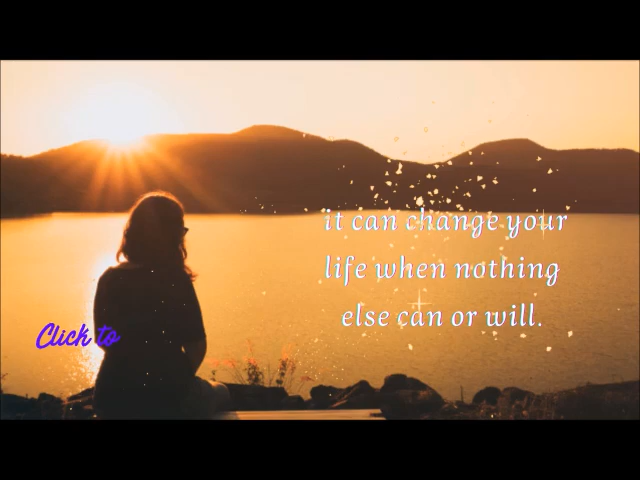 it can change your
life when nothing
else can or will.
Click to